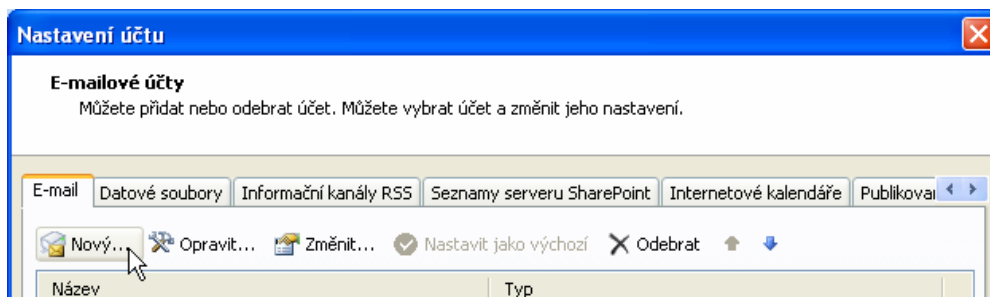 Nastavení účtu
E-mailové účty
Můžete přidat nebo odebrat účet. Můžete vybrat účet a změnit jeho nastavení.
E-mail Datové soubory Informační kanály RSS Seznamy serveru SharePoint Internetové kalendáře Publikovan
Nový... Opravit... Změnit... Nastavit jako výchozí Odebrat
Název Typ